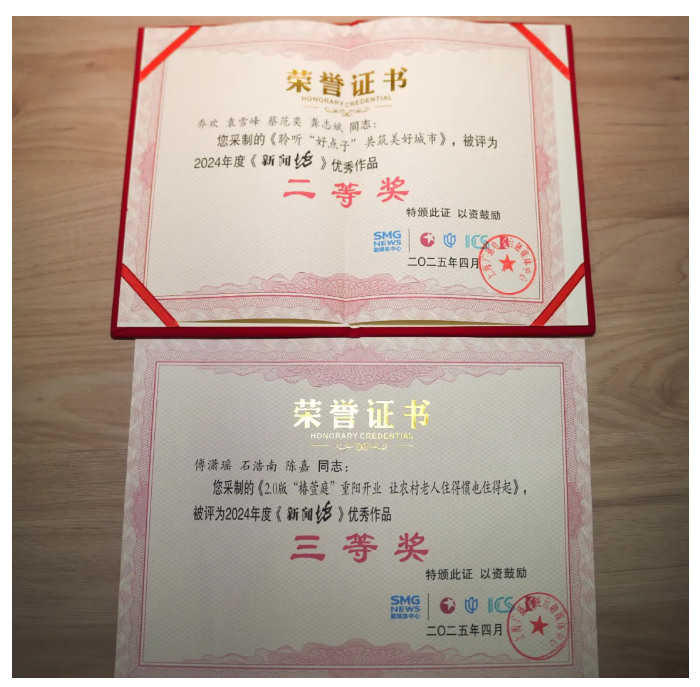 荣誉证书
HONORARY CREDENTIAL
乔欢 袁雪峰 蔡范奕 龚志斌 同志：
您采制的《聆听“好点子” 共筑美好城市》，被评为
2024年度《新闻坊》优秀作品
二等奖
特颁此证 以资鼓励
SMG
NEWS
融媒体中心
ICS
二〇二五年四月
荣誉证书
HONORARY CREDENTIAL
傅潇瑶 石浩南 陈嘉 同志：
您采制的《2.0版“椿萱庭”重阳开业 让农村老人住得惯也住得起》，
被评为2024年度《新闻坊》优秀作品
三等奖
特颁此证 以资鼓励
SMG
NEWS
融媒体中心
ICS
二〇二五年四月